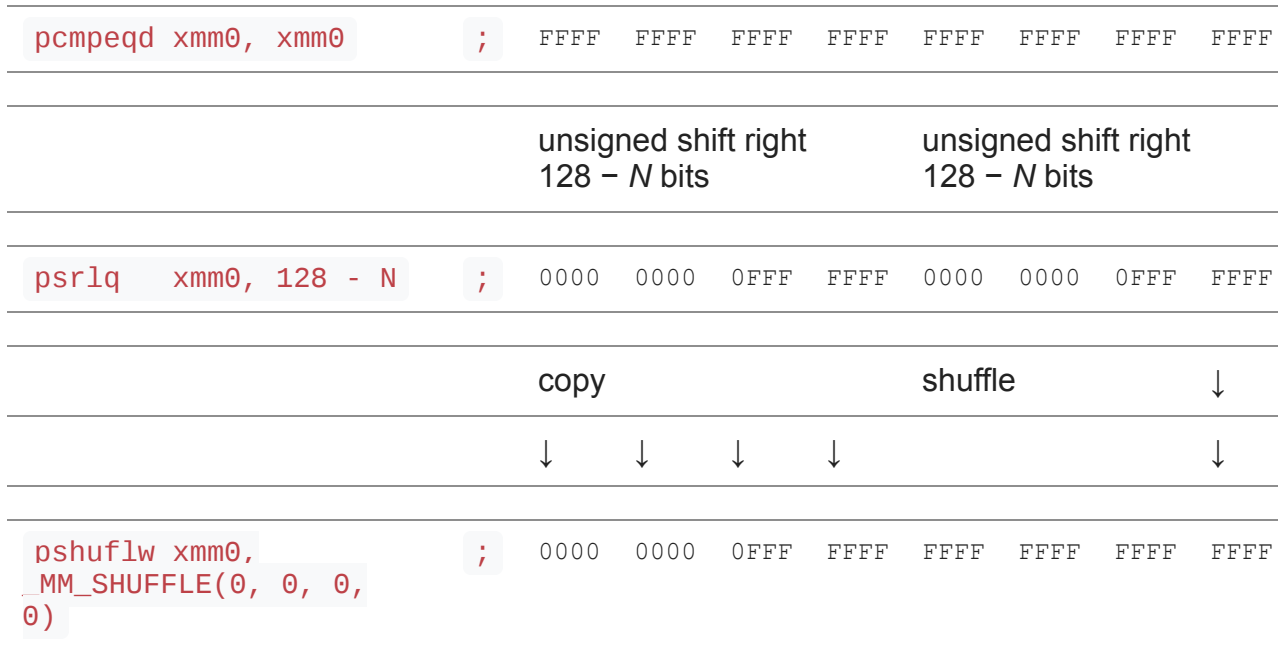 pcmpeqd xmm0, xmm0 ; FFFF FFFF FFFF FFFF FFFF FFFF FFFF FFFF
unsigned shift right unsigned shift right
128 − N bits 128 − N bits
psrlq xmm0, 128 - N ; 0000 0000 0FFF FFFF 0000 0000 0FFF FFFF
copy shuffle ↓
↓ ↓ ↓ ↓ ↓
pshuflw xmm0, ; 0000 0000 0FFF FFFF FFFF FFFF FFFF FFFF
_MM_SHUFFLE(0, 0, 0,
0)